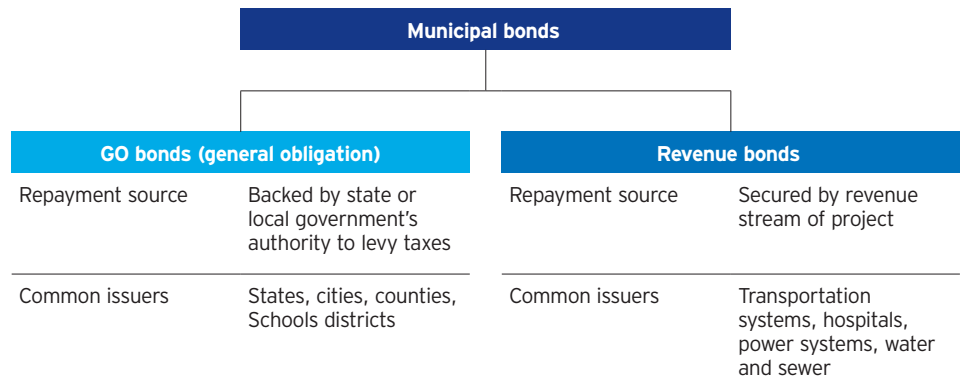 Municipal bonds
GO bonds (general obligation)
Repayment source
Backed by state or
local government's
authority to levy taxes
Common issuers
States, cities, counties,
Schools districts
Revenue bonds
Repayment source
Secured by revenue
stream of project
Common issuers
Transportation
systems, hospitals,
power systems, water
and sewer